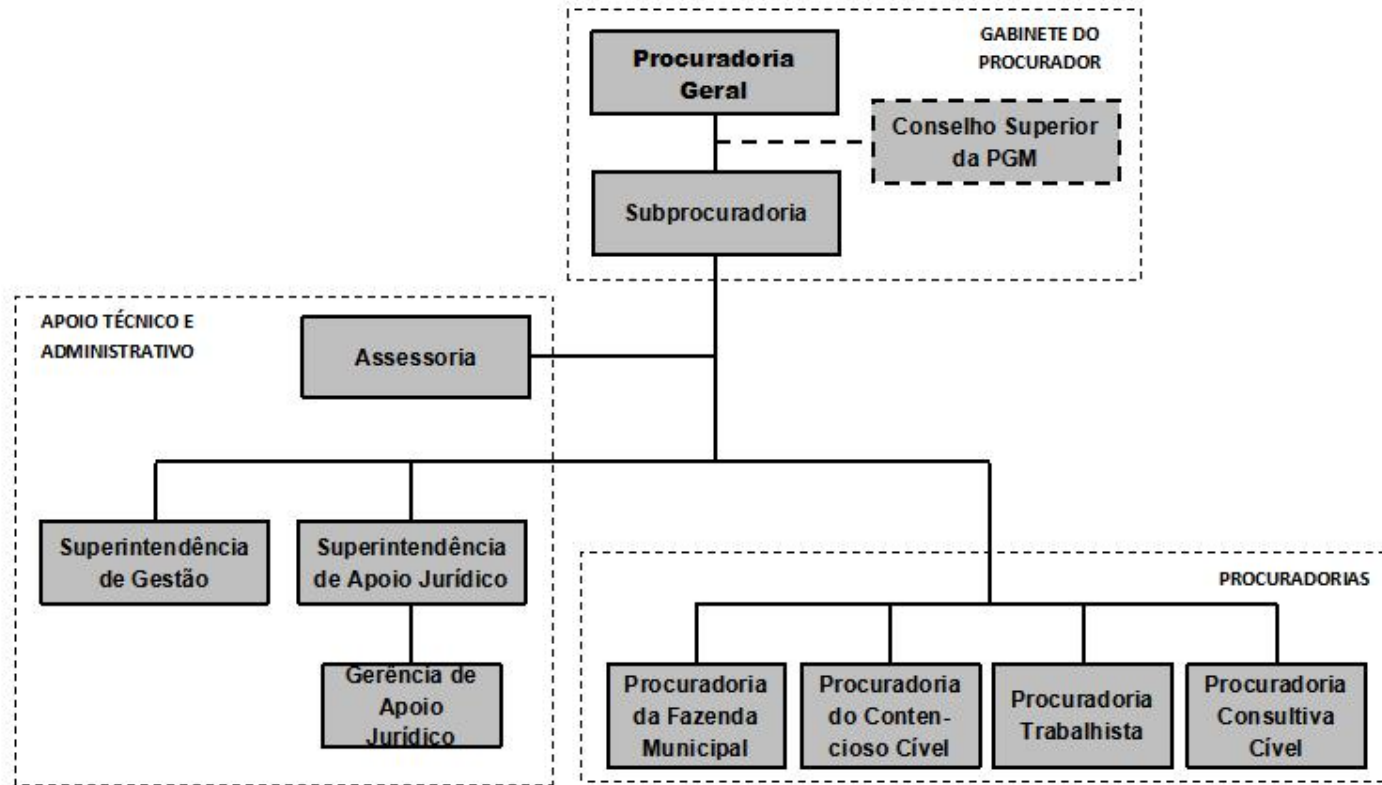 GABINETE DO
PROCURADOR
Procuradoria
Geral
Conselho Superior
da PGM
Subprocuradoria
APOIO TÉCNICO E
ADMINISTRATIVO
Assessoria
Superintendência
de Gestão
Superintendência
de Apoio Jurídico
Gerência de
Apoio
Jurídico
PROCURADORIAS
Procuradoria
da Fazenda
Municipal
Procuradoria
do Conten-
cioso Cível
Procuradoria
Trabalhista
Procuradoria
Consultiva
Cível